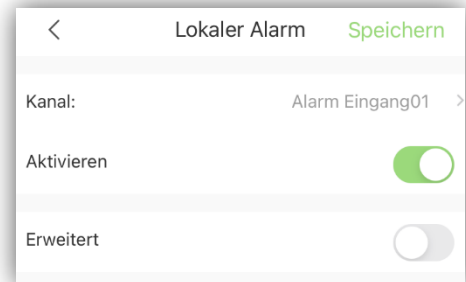 Lokaler Alarm Speichern
Kanal: Alarm Eingang01
Aktivieren
Erweitert